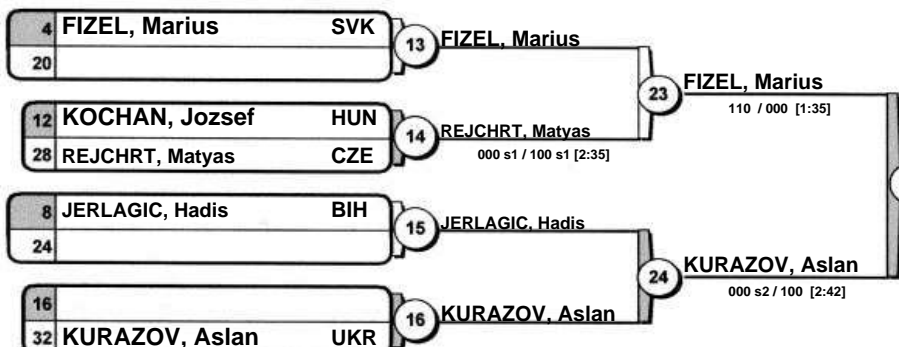 4 FIZEL, Marius SVK
20
13 FIZEL, Marius
23 FIZEL, Marius
110 / 000 [1:35]
12 KOCHAN, Jozsef HUN
28 REJCHRT, Matyas CZE
14 REJCHRT, Matyas
000 s1 / 100 s1 [2:35]
8 JERLAGIC, Hadis BIH
24
15 JERLAGIC, Hadis
24 KURAZOV, Aslan
000 s2 / 100 [2:42]
16
32 KURAZOV, Aslan UKR
16 KURAZOV, Aslan